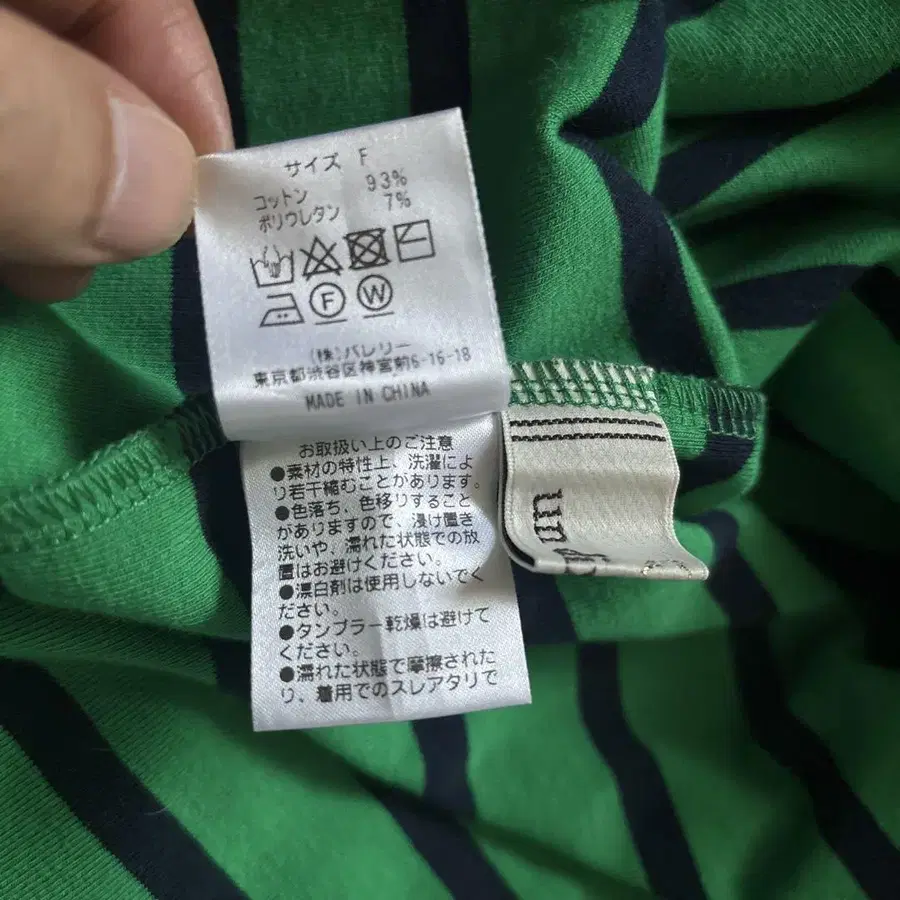 サイズ F
コットン 93%
ポリウレタン 7%
F W
(株)バレリー
東京都渋谷区神宮前6-16-18
MADE IN CHINA
お取扱い上のご注意
●素材の特性上、洗濯によ
り若干縮むことがあります。
●色落ち、色移りすること
がありますので、浸け置き
洗いや、濡れた状態での放
置はお避けください。
●漂白剤は使用しないでく
ださい。
●タンブラー乾燥は避けて
ください。
●濡れた状態で摩擦された
り、着用でのスレアタリで
um